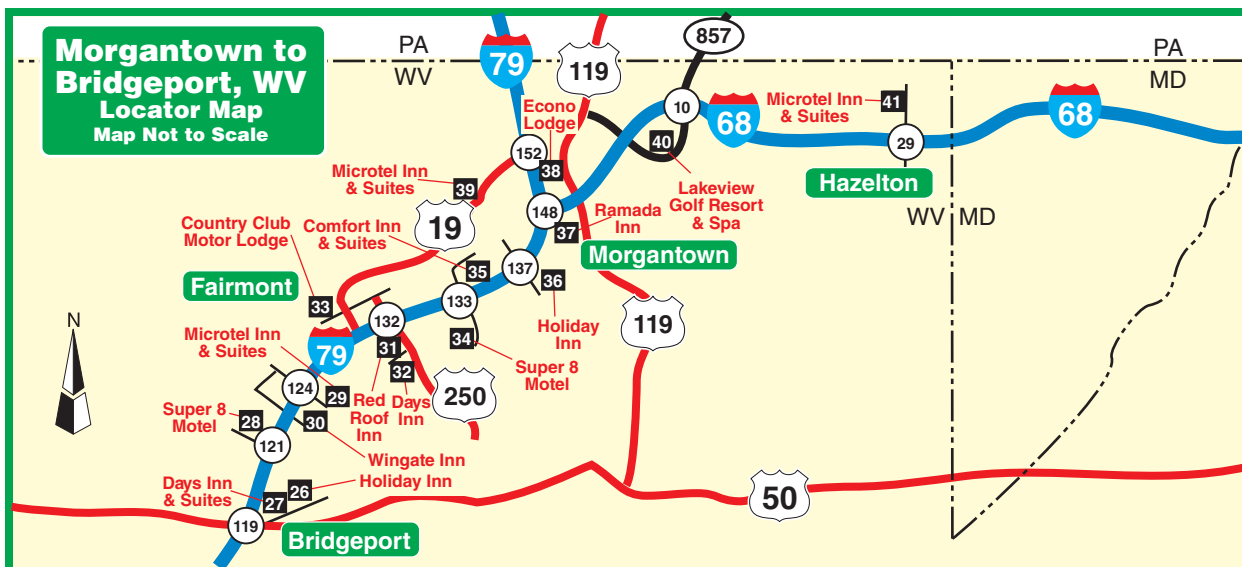 Morgantown to
Bridgeport, WV
Locator Map
Map Not to Scale
PA
WV
79
119
857
PA
MD
Econo
Lodge
10
68
Microtel Inn
& Suites
41
68
152
40
29
38
Microtel Inn
& Suites
39
Lakeview
Golf Resort
& Spa
Hazelton
148
Ramada
Inn
37
WV
MD
19
Country Club
Motor Lodge
Comfort Inn
& Suites
Morgantown
35
137
36
Fairmont
33
133
132
Holiday
Inn
119
N
Microtel Inn
& Suites
79
31
34
Super 8
Motel
32
124
29
Red
Roof
Inn
Days
Inn
250
Super 8
Motel
28
30
121
Wingate Inn
Holiday Inn
Days Inn
& Suites
26
27
50
119
Bridgeport